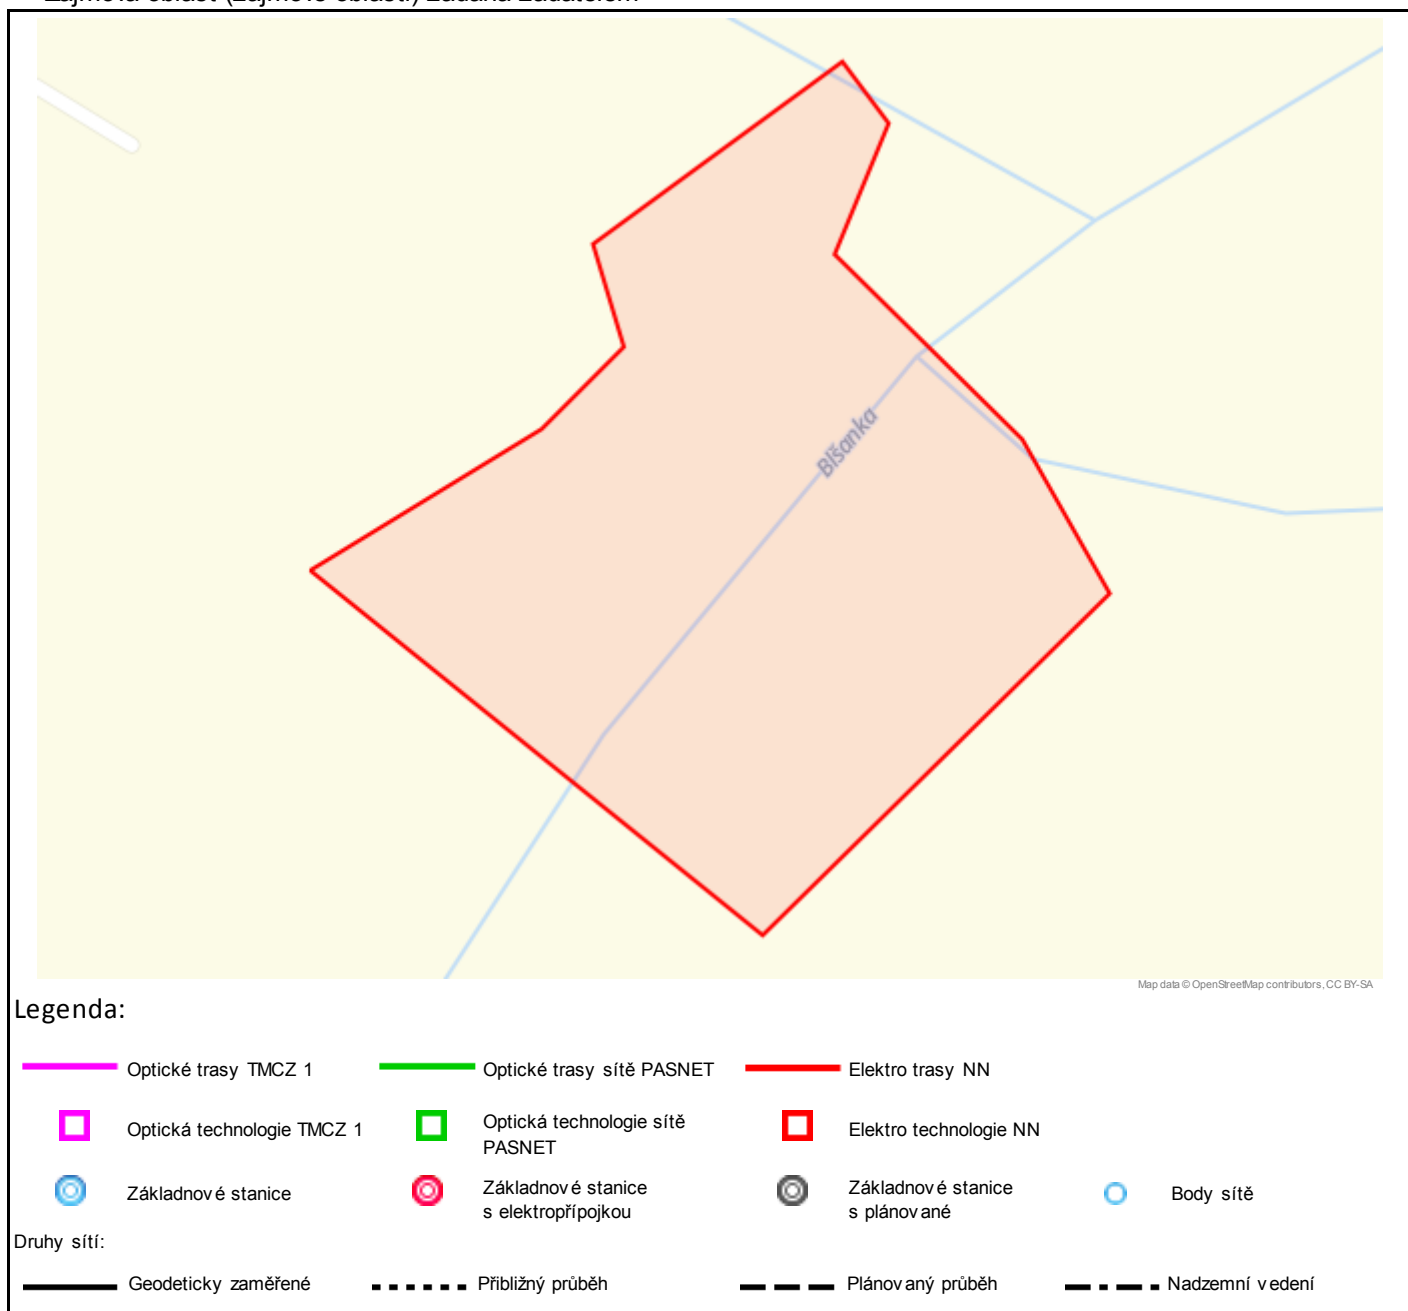 Blšanka
Map data © OpenStreetMap contributors, CC BY-SA
Legenda:
Optické trasy TMCZ 1
Optické trasy sítě PASNET
Elektro trasy NN
Optická technologie TMCZ 1
Optická technologie sítě
PASNET
Elektro technologie NN
Základnové stanice
Základnové stanice
s elektropřípojkou
Základnové stanice
s plánované
Body sítě
Druhy sítí:
Geodeticky zaměřené
Přibližný průběh
Plánovaný průběh
Nadzemní vedení